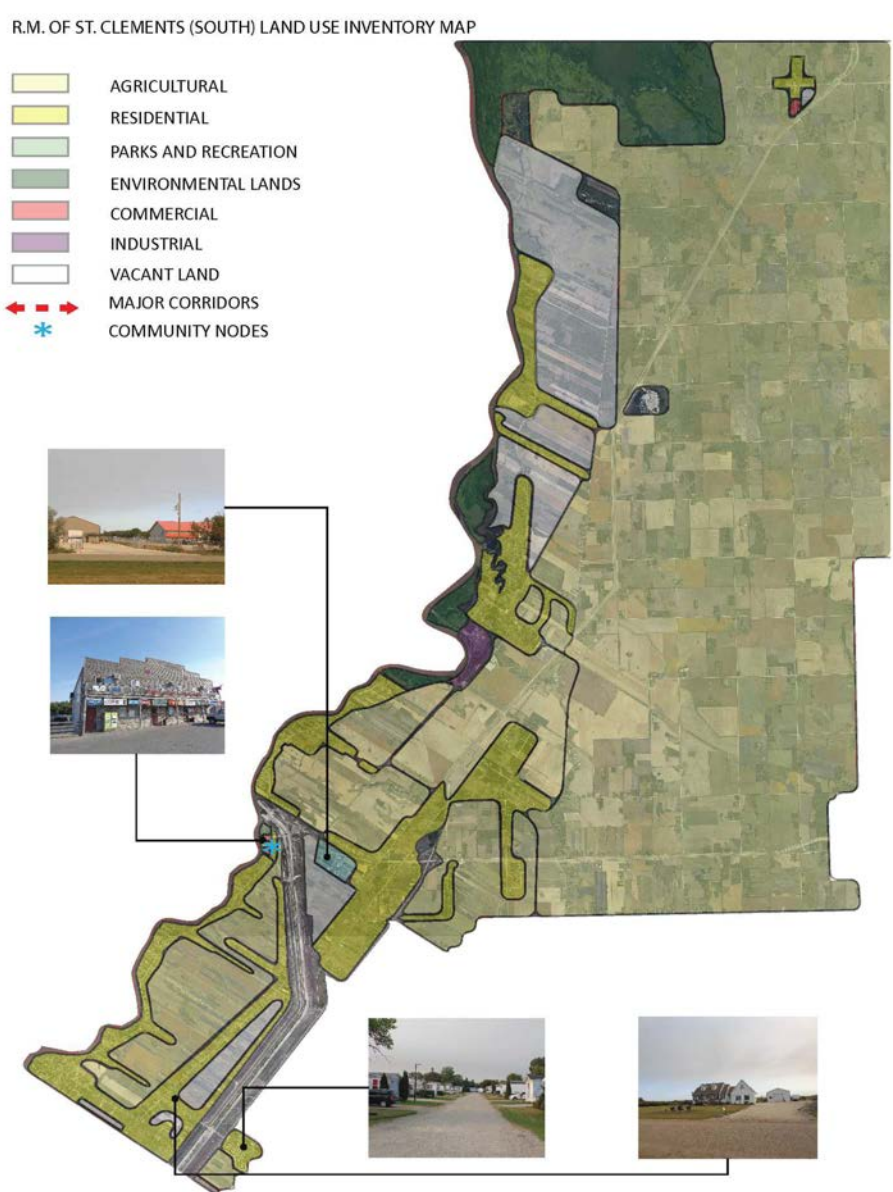 R.M. OF ST. CLEMENTS (SOUTH) LAND USE INVENTORY MAP
AGRICULTURAL
RESIDENTIAL
PARKS AND RECREATION
ENVIRONMENTAL LANDS
COMMERCIAL
INDUSTRIAL
VACANT LAND
MAJOR CORRIDORS
COMMUNITY NODES